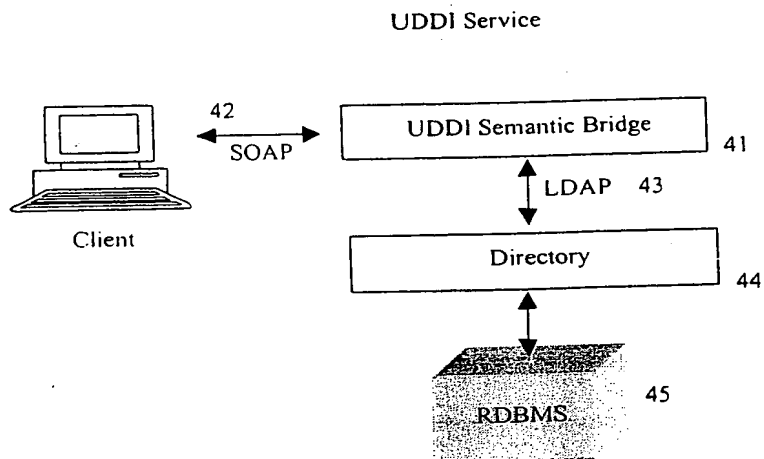 UDDI Service
42
SOAP
UDDI Semantic Bridge
41
LDAP 43
Client
Directory
44
RDBMS
45